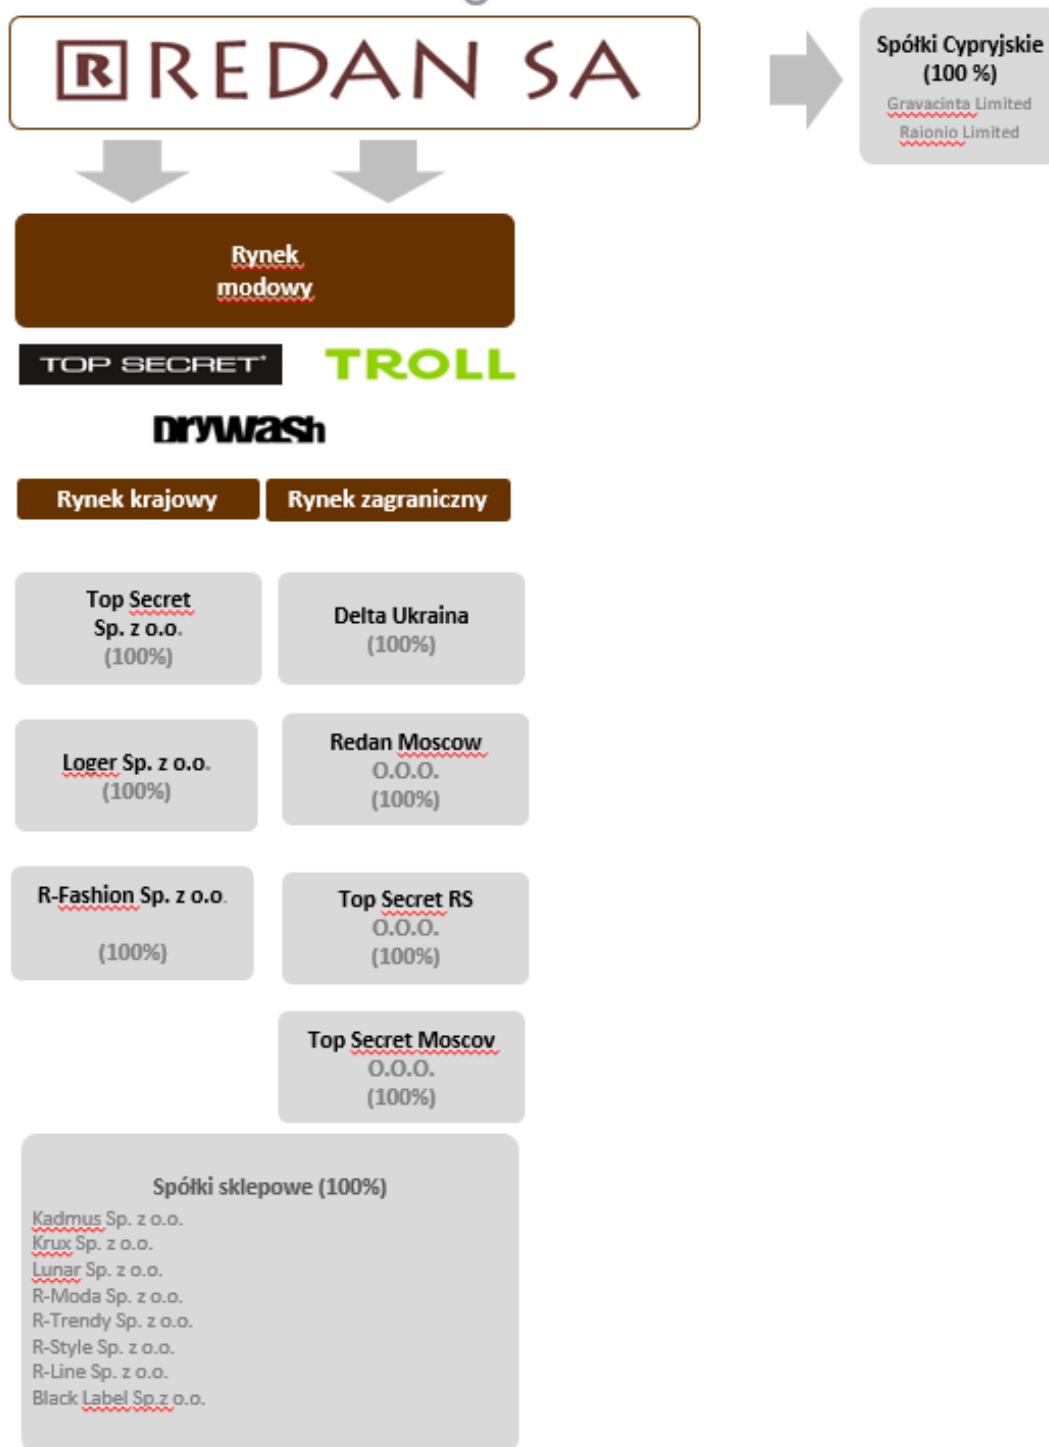 R REDAN SA
Spółki Cypryjskie
(100 %)
Gravacinta Limited
Raionio Limited
Rynek
modowy
TOP SECRET®
TROLL
DRYWASH
Rynek krajowy
Rynek zagraniczny
Top Secret
Sp. z o.o.
(100%)
Delta Ukraina
(100%)
Loger Sp. z o.o.
(100%)
Redan Moscow
O.O.O.
(100%)
R-Fashion Sp. z o.o.
(100%)
Top Secret RS
O.O.O.
(100%)
Top Secret Moscov
O.O.O.
(100%)
Spółki sklepowe (100%)
Kadmus Sp. z o.o.
Krux Sp. z o.o.
Lunar Sp. z o.o.
R-Moda Sp. z o.o.
R-Trendy Sp. z o.o.
R-Style Sp. z o.o.
R-Line Sp. z o.o.
Black Label Sp.z o.o.